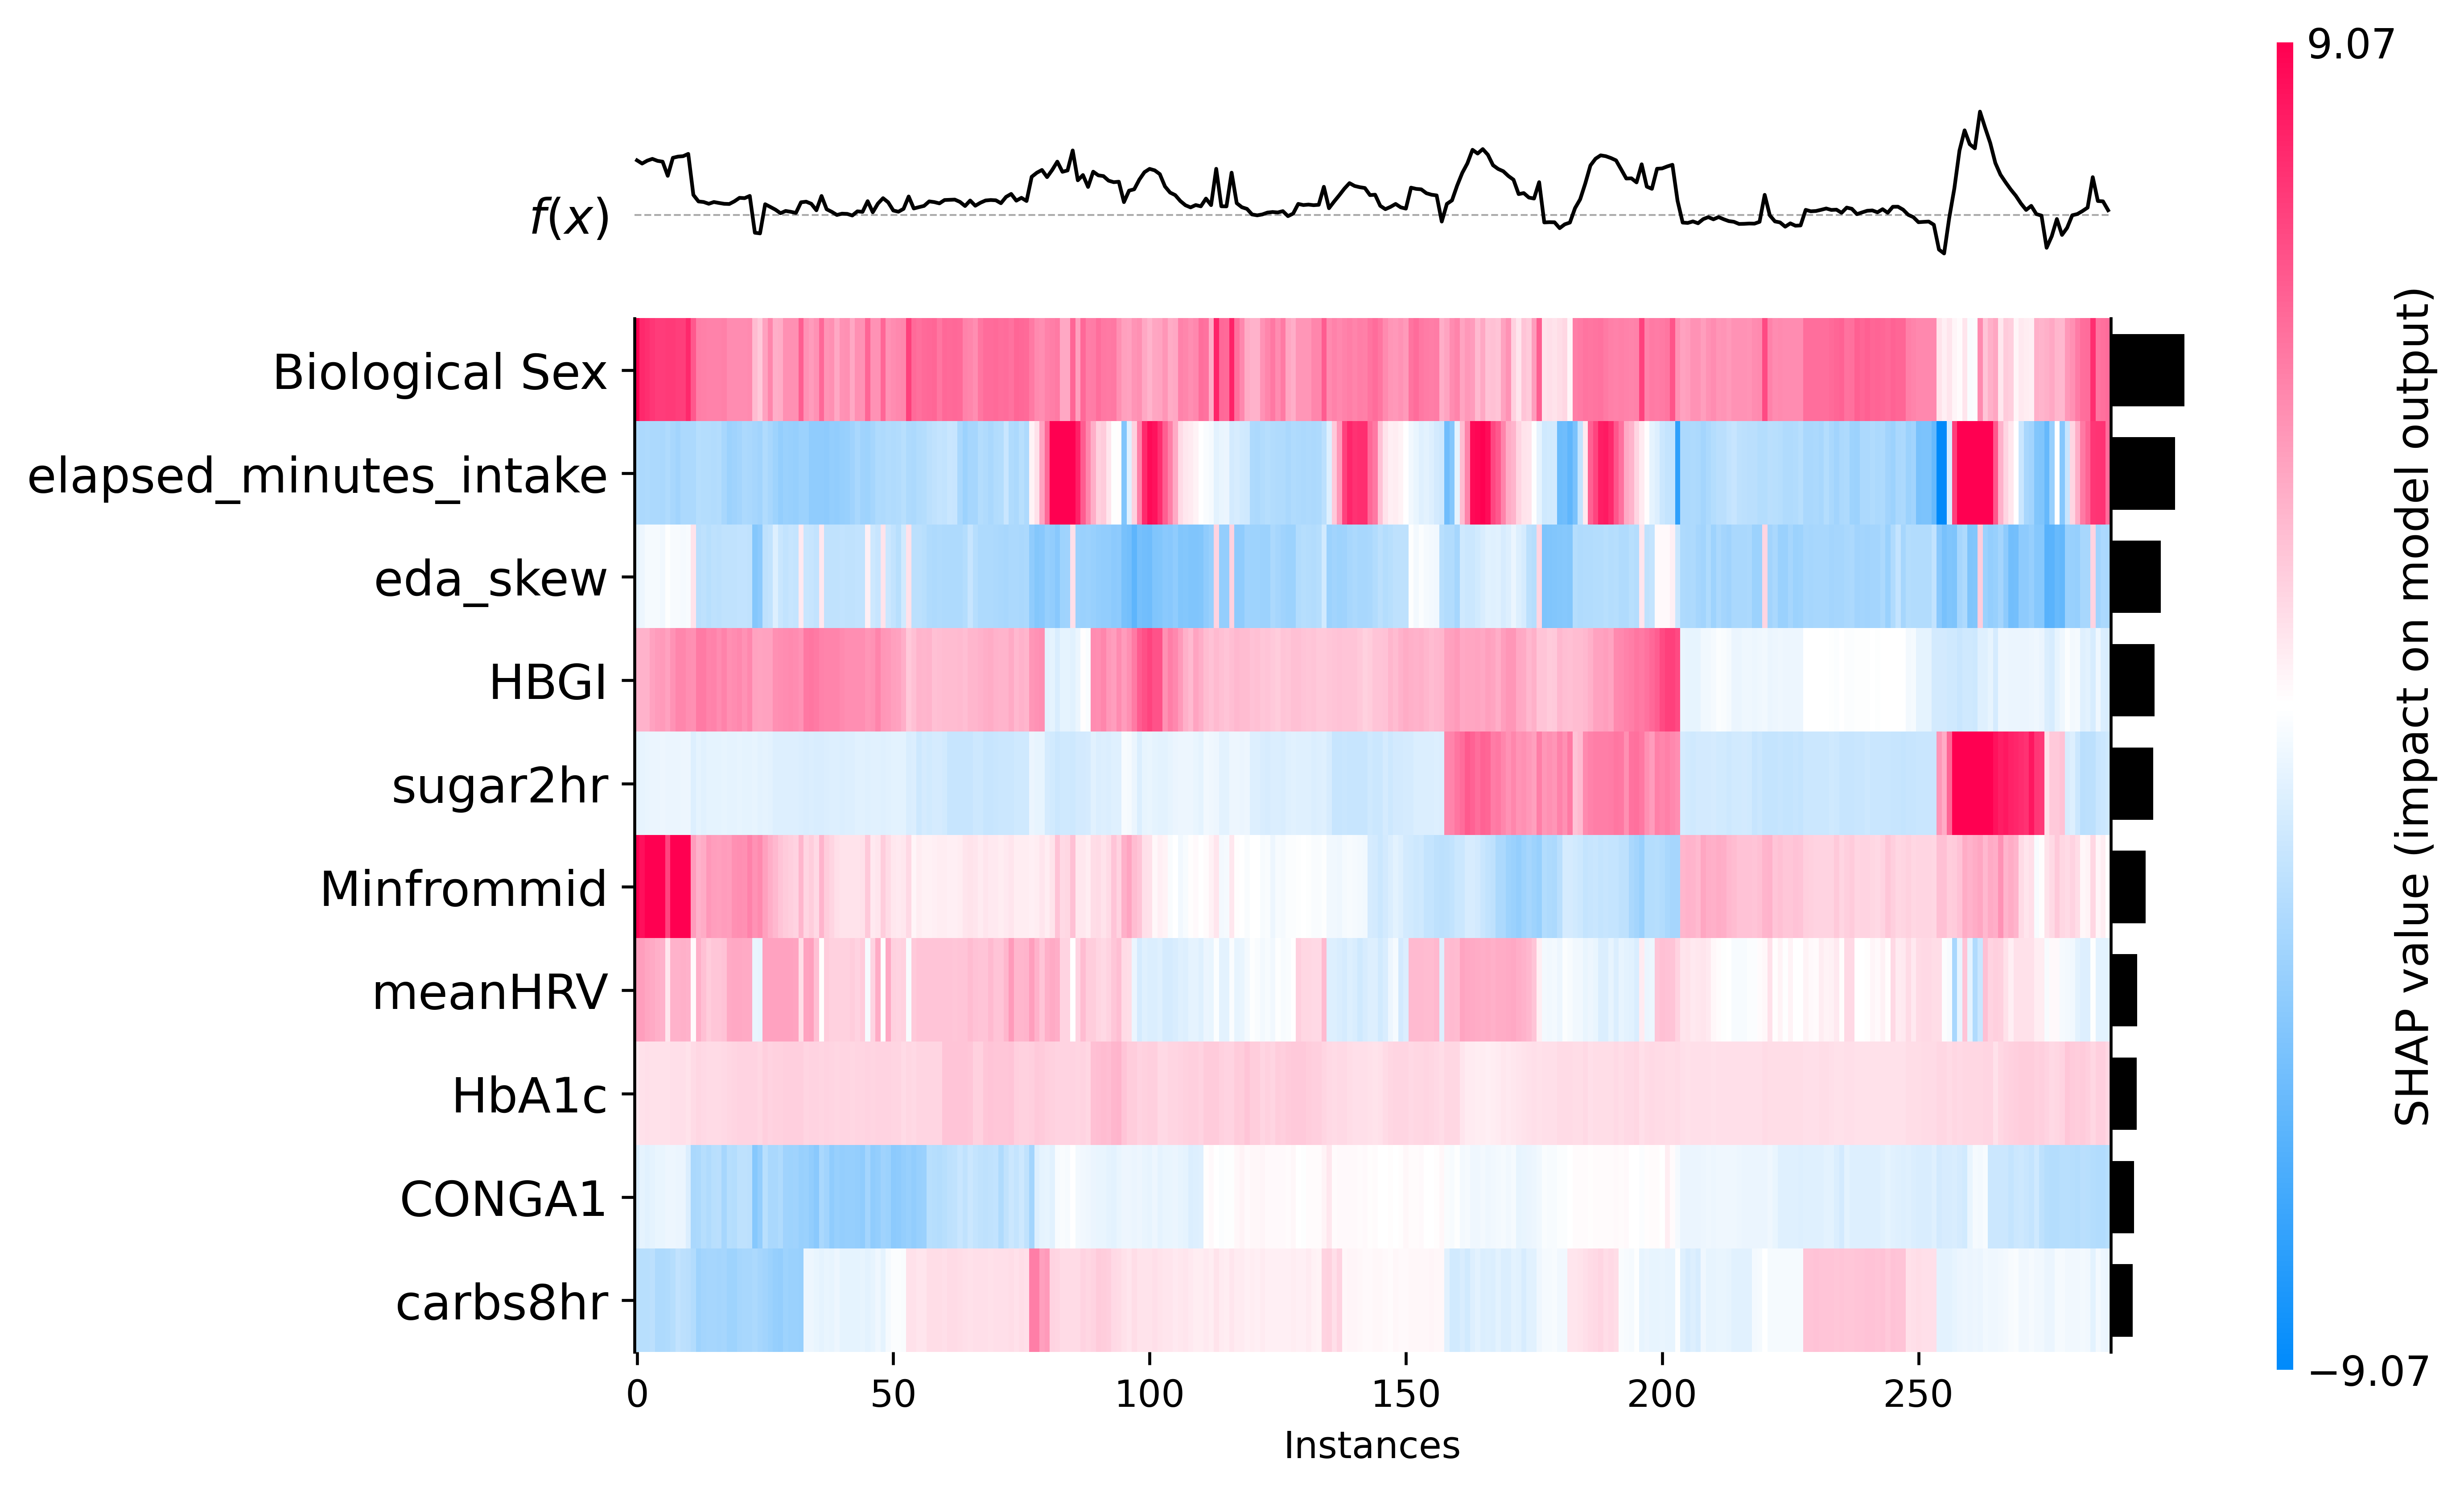 9.07
f(x)
Biological Sex
elapsed_minutes_intake
eda_skew
HBGI
sugar2hr
Minfrommid
meanHRV
HbA1c
CONGA1
carbs8hr
0 50 100 150 200 250
Instances
SHAP value (impact on model output)
−9.07